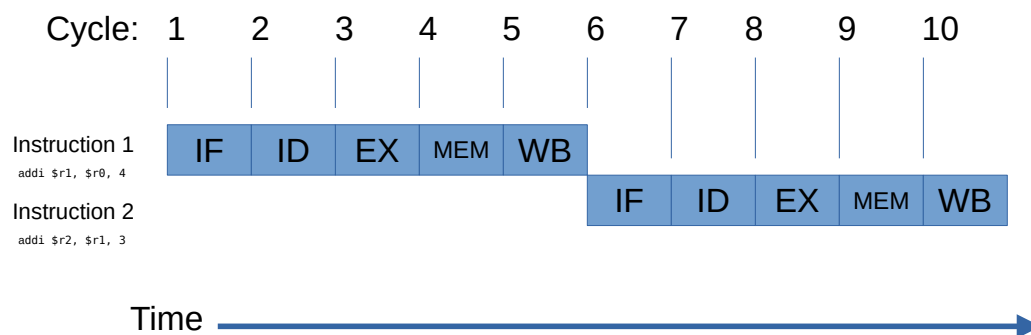 Cycle: 1 2 3 4 5 6 7 8 9 10
Instruction 1
addi $r1, $r0, 4
IF ID EX MEM WB
Instruction 2
addi $r2, $r1, 3
IF ID EX MEM WB
Time